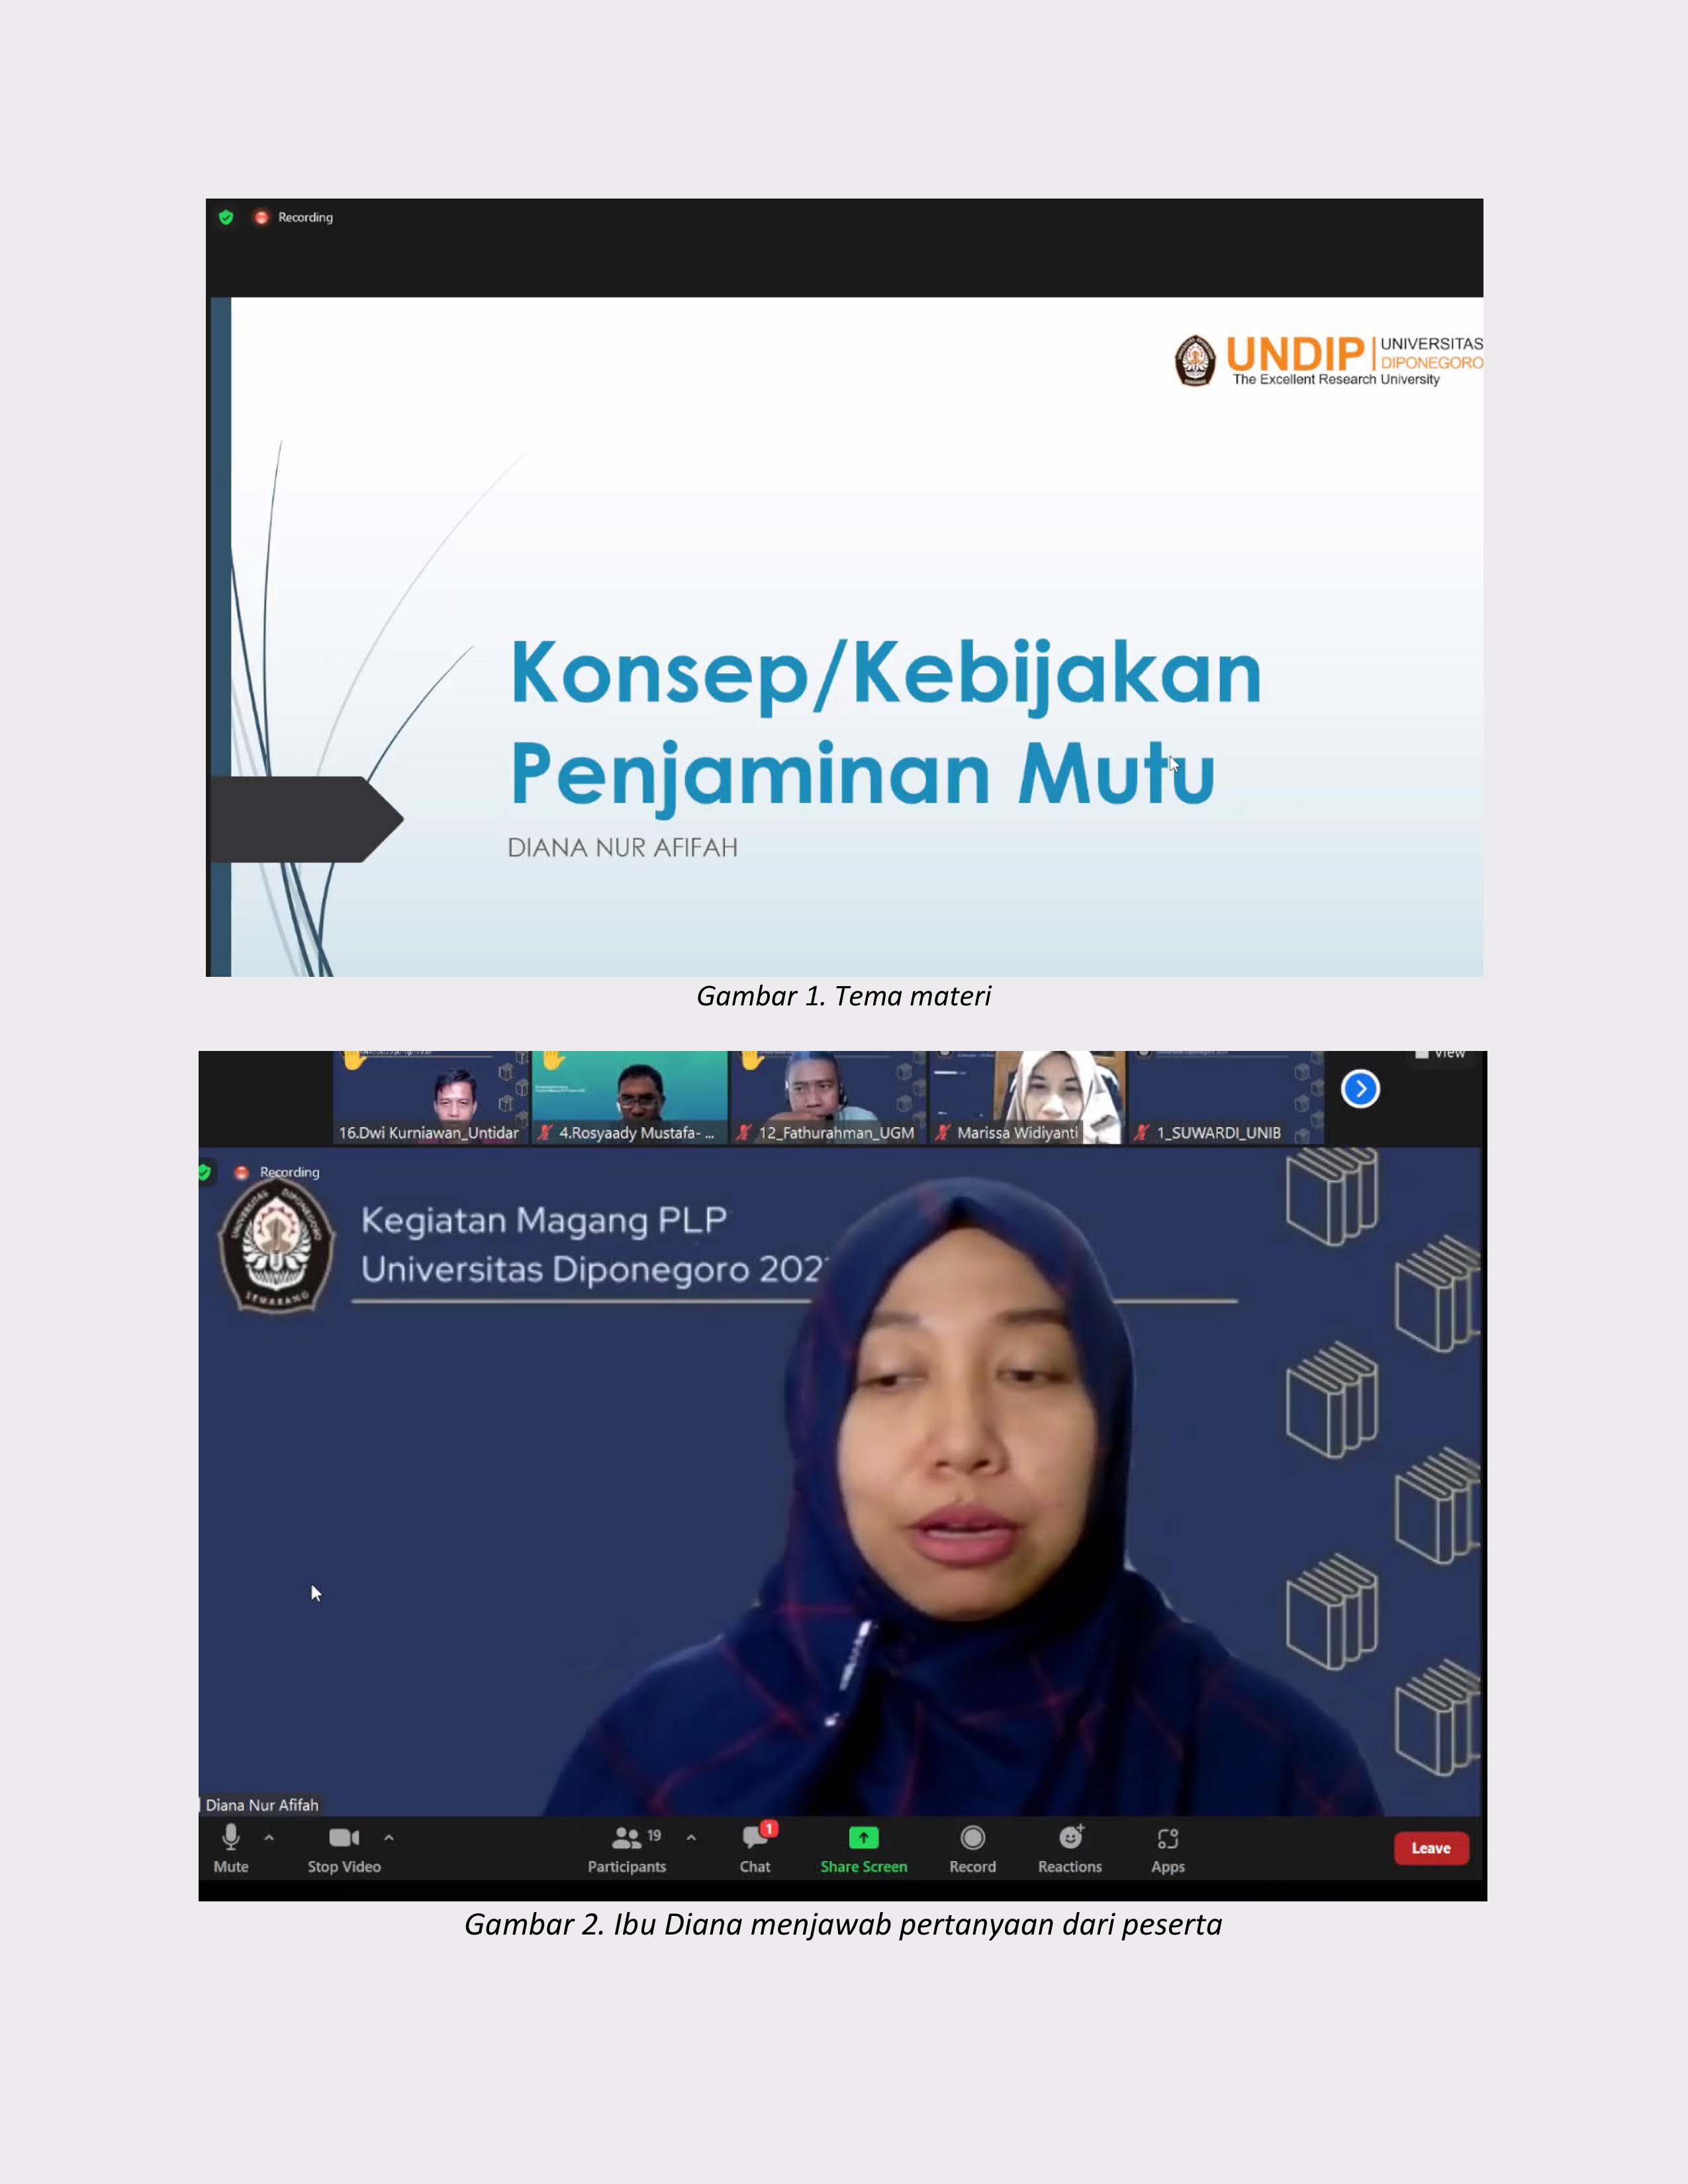 Recording
UNDIP
UNIVERSITAS
DIPONEGORO
The Excellent Research University
Konsep/Kebijakan
Penjaminan Mutu
DIANA NUR AFIFAH
Gambar 1. Tema materi
View
16.Dwi Kurniawan_Untidar
4.Rosyaady Mustafa- ...
12_Fathurahman_UGM
Marissa Widiyanti
1_SUWARDI_UNIB
Recording
UNIVERSITAS DIPONEGORO
SEMARANG
Kegiatan Magang PLP
Universitas Diponegoro 202
Diana Nur Afifah
Mute
Stop Video
19
Participants
1
Chat
Share Screen
Record
Reactions
Apps
Leave
Gambar 2. Ibu Diana menjawab pertanyaan dari peserta